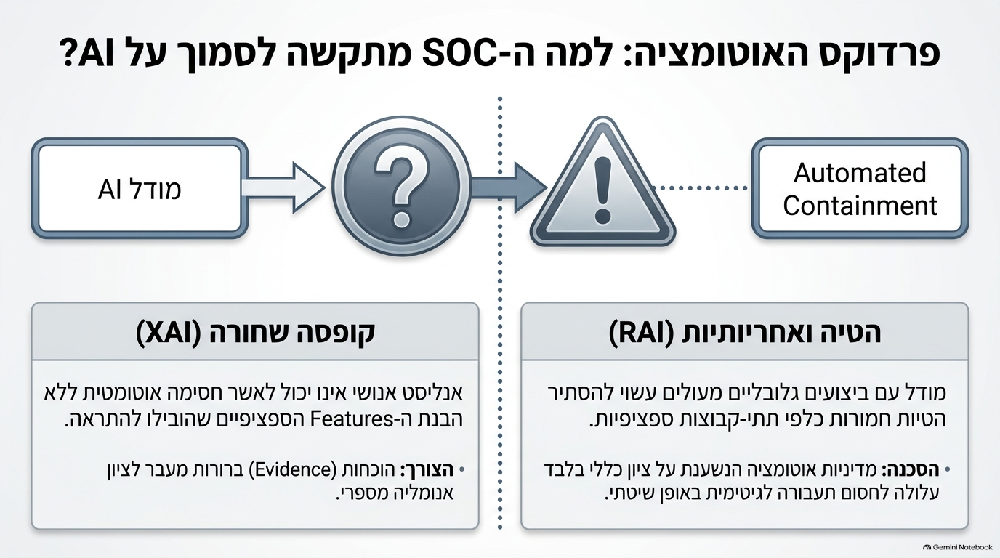 פרדוקס האוטומציה: למה ה-SOC מתקשה לסמוך על AI?
מודל AI
?
!
Automated
Containment
הטיה ואחריותיות (RAI)
מודל עם ביצועים גלובליים מעולים עשוי להסתיר
הטיות חמורות כלפי תתי-קבוצות ספציפיות.
• הסכנה: מדיניות אוטומציה הנשענת על ציון כללי בלבד
עלולה לחסום תעבורה לגיטימית באופן שיטתי.
קופסה שחורה (XAI)
אנליסט אנושי אינו יכול לאשר חסימה אוטומטית ללא
הבנת ה-Features הספציפיים שהובילו להתראה.
• הצורך: הוכחות (Evidence) ברורות מעבר לציון
אנומליה מספרי.
Gemini Notebook